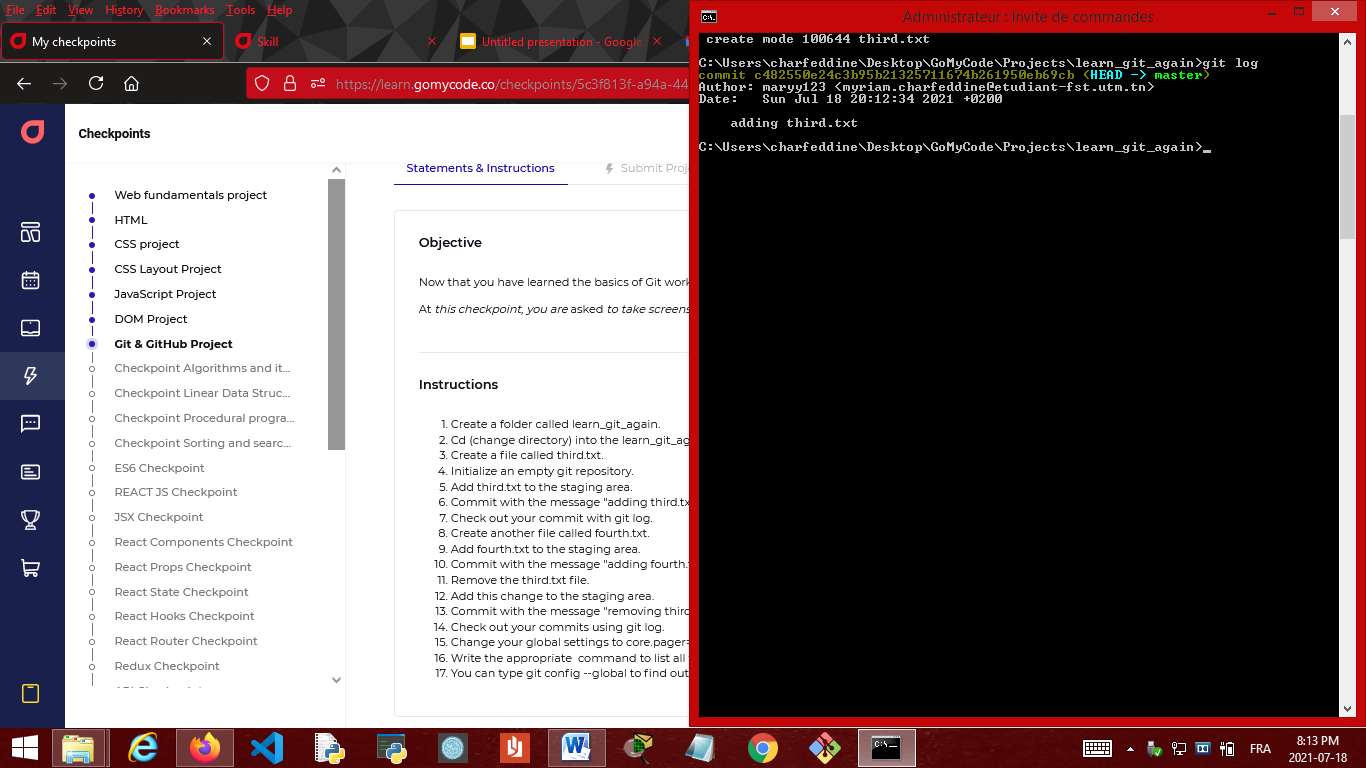 File Edit View History Bookmarks Tools Help
My checkpoints
Skill
Untitled presentation - Google
https://learn.gomycode.co/checkpoints/5c3f813f-a94a-44
Checkpoints
Web fundamentals project
HTML
CSS project
CSS Layout Project
JavaScript Project
DOM Project
Git & GitHub Project
Checkpoint Algorithms and it...
Checkpoint Linear Data Struc...
Checkpoint Procedural progra...
Checkpoint Sorting and searc...
ES6 Checkpoint
REACT JS Checkpoint
JSX Checkpoint
React Components Checkpoint
React Props Checkpoint
React State Checkpoint
React Hooks Checkpoint
React Router Checkpoint
Redux Checkpoint
Statements & Instructions
Submit Proj
Objective
Now that you have learned the basics of Git work
At this checkpoint, you are asked to take screens
Instructions
1. Create a folder called learn_git_again.
2. Cd (change directory) into the learn_git_ag
3. Create a file called third.txt.
4. Initialize an empty git repository.
5. Add third.txt to the staging area.
6. Commit with the message "adding third.tx
7. Check out your commit with git log.
8. Create another file called fourth.txt.
9. Add fourth.txt to the staging area.
10. Commit with the message "adding fourth.t
11. Remove the third.txt file.
12. Add this change to the staging area.
13. Commit with the message "removing third
14. Check out your commits using git log.
15. Change your global settings to core.pager=
16. Write the appropriate command to list all
17. You can type git config --global to find out
Administrateur : Invite de commandes
create mode 100644 third.txt
C:\Users\charfeddine\Desktop\GoMyCode\Projects\learn_git_again>git log
commit c482550e24c3b95b21325711674b261950eb69cb (HEAD -> master)
Author: maryy123 <myriam.charfeddine@etudiant-fst.utm.tn>
Date: Sun Jul 18 20:12:34 2021 +0200
adding third.txt
C:\Users\charfeddine\Desktop\GoMyCode\Projects\learn_git_again>_
FRA
8:13 PM
2021-07-18